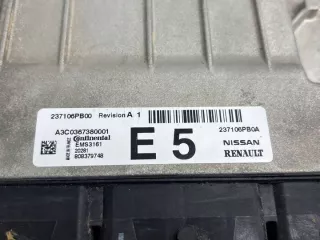 237106PB00 Revision A 1
A3C0367380001
Continental
EMS3161
20281
808379748
E 5
237106PB0A
NISSAN
RENAULT